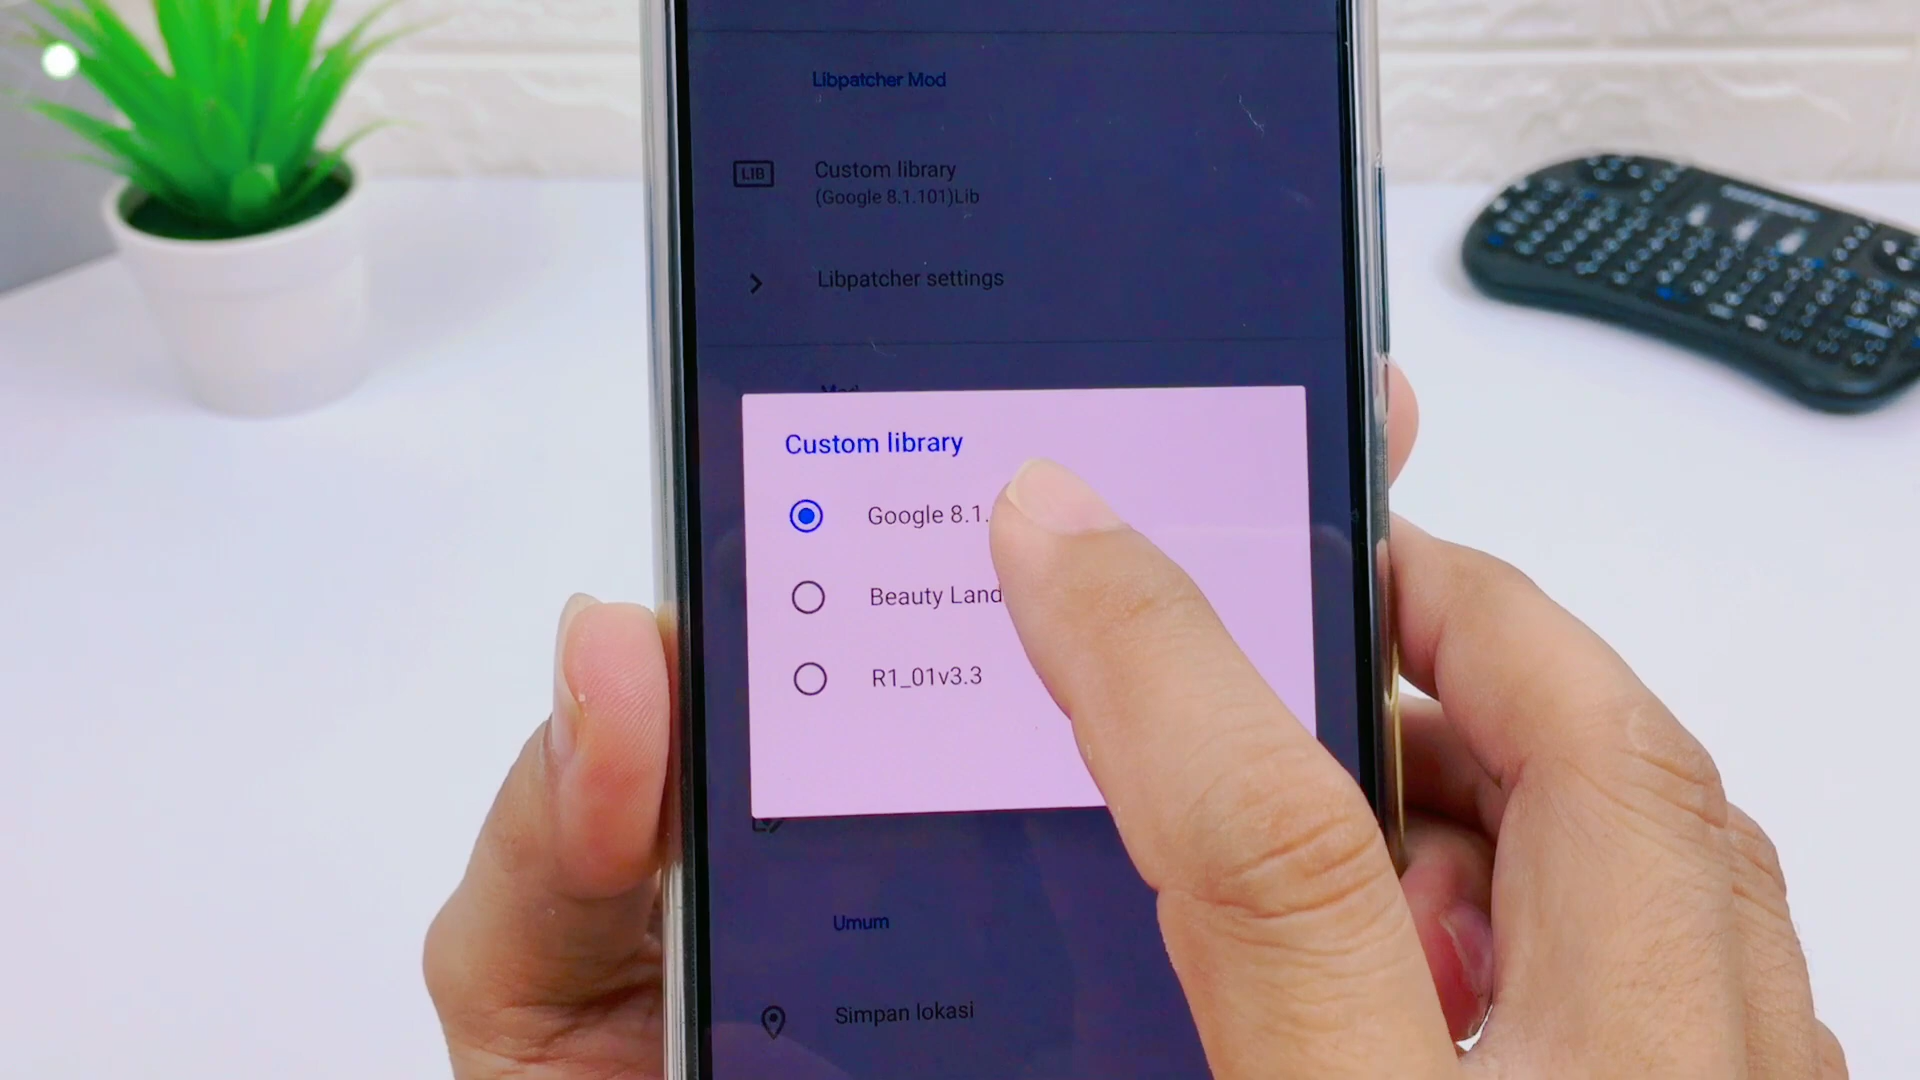 Libpatcher Mod
LIB
Custom library
(Google 8.1.101)Lib
Libpatcher settings
Mod
Custom library
Google 8.1.
Beauty Land
R1_01v3.3
Umum
Simpan lokasi